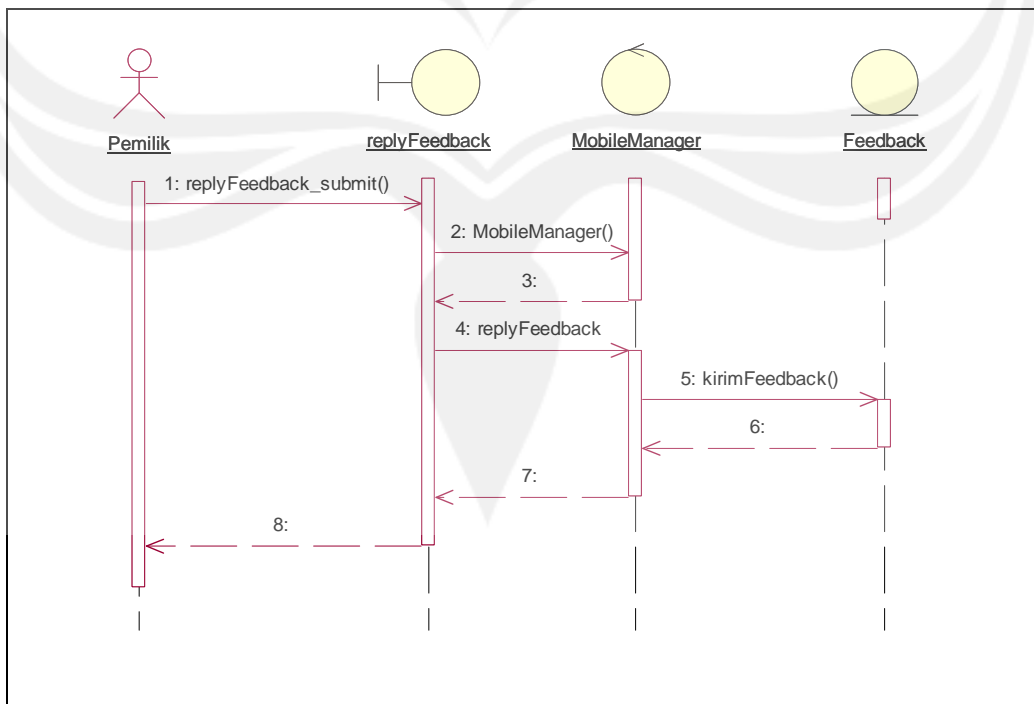 Pemilik
replyFeedback
MobileManager
Feedback
1: replyFeedback_submit()
2: MobileManager()
3:
4: replyFeedback
5: kirimFeedback()
6:
7:
8: